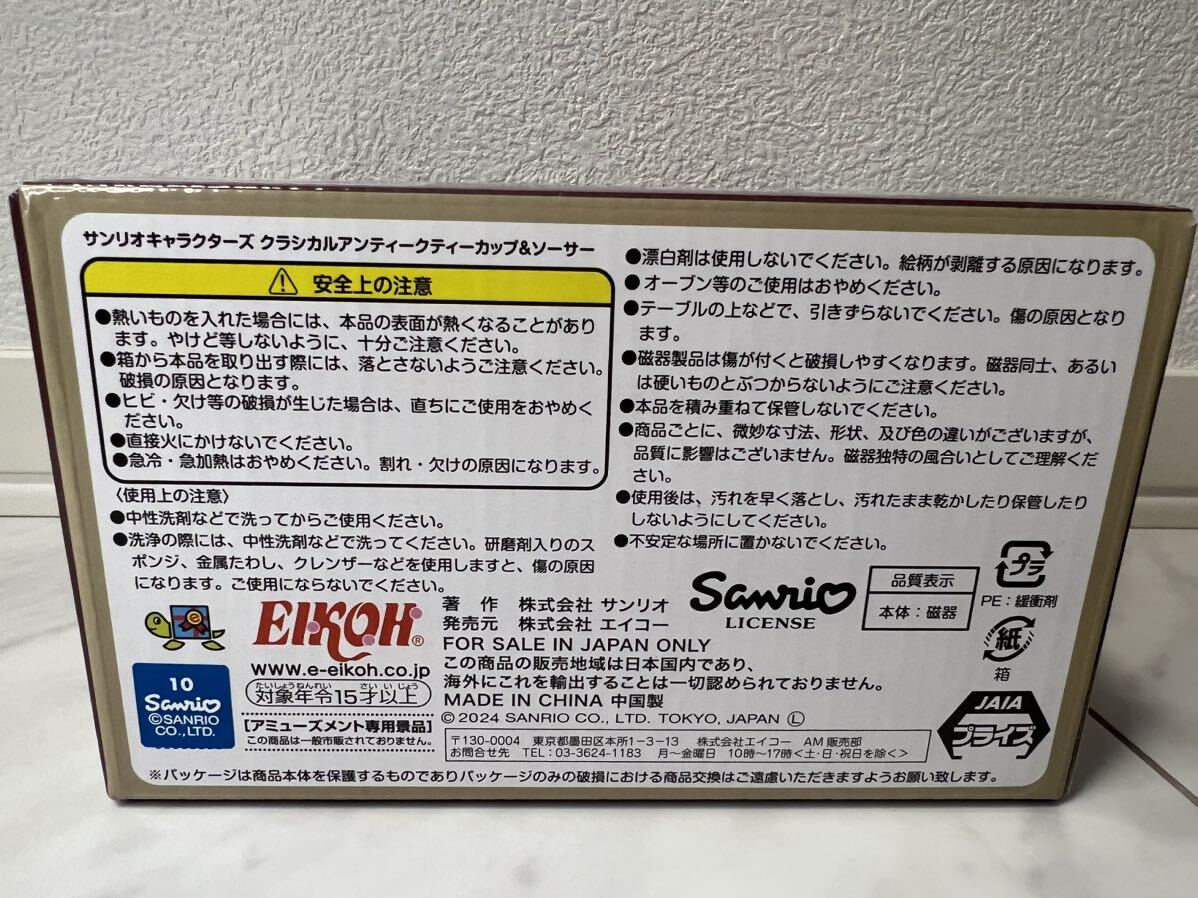 サンリオキャラクターズ クラシカルアンティークティーカップ&ソーサー
安全上の注意
●熱いものを入れた場合には、本品の表面が熱くなることがあり
ます。やけど等しないように、十分ご注意ください。
●箱から本品を取り出す際には、落とさないようご注意ください。
破損の原因となります。
●ヒビ・欠け等の破損が生じた場合は、直ちにご使用をおやめく
ださい。
●直接火にかけないでください。
●急冷・急加熱はおやめください。割れ・欠けの原因になります。
〈使用上の注意〉
●中性洗剤などで洗ってからご使用ください。
●洗浄の際には、中性洗剤などで洗ってください。研磨剤入りのス
ポンジ、金属たわし、クレンザーなどを使用しますと、傷の原因
になります。ご使用にならないでください。
●漂白剤は使用しないでください。絵柄が剥離する原因になります。
●オーブン等のご使用はおやめください。
●テーブルの上などで、引きずらないでください。傷の原因となり
ます。
●磁器製品は傷が付くと破損しやすくなります。磁器同士、あるい
は硬いものとぶつからないようにご注意ください。
●本品を積み重ねて保管しないでください。
●商品ごとに、微妙な寸法、形状、及び色の違いがございますが、
品質に影響はございません。磁器独特の風合いとしてご理解くだ
さい。
●使用後は、汚れを早く落とし、汚れたまま乾かしたり保管したり
しないようにしてください。
●不安定な場所に置かないでください。
EIKOH®
www.e-eikoh.co.jp
たいしょうねんれい さい いじょう
対象年令15才以上
[アミューズメント専用景品]
この商品は一般市販されておりません。
10
Sanrio
©SANRIO
CO.,LTD.
著 作 株式会社 サンリオ
発売元 株式会社 エイコー
FOR SALE IN JAPAN ONLY
この商品の販売地域は日本国内であり、
海外にこれを輸出することは一切認められておりません。
MADE IN CHINA 中国製
©2024 SANRIO CO., LTD. TOKYO, JAPAN Ⓛ
〒130-0004 東京都墨田区本所1-3-13 株式会社エイコー AM販売部
お問合せ先 TEL:03-3624-1183 月~金曜日 10時~17時<土・日・祝日を除く>
Sanrio
LICENSE
品質表示
本体:磁器
プラ
PE:緩衝剤
紙
箱
JAIA
プライズ
※パッケージは商品本体を保護するものでありパッケージのみの破損における商品交換はご遠慮いただきますようお願い致します。